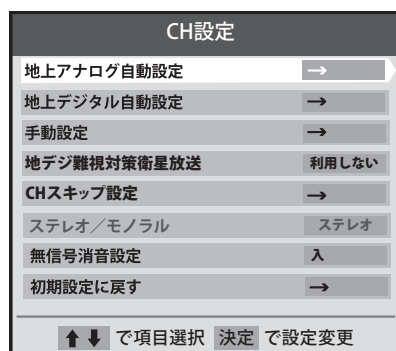 CH設定
地上アナログ自動設定 →
地上デジタル自動設定 →
手動設定 →
地デジ難視対策衛星放送 利用しない
CHスキップ設定 →
ステレオ／モノラル ステレオ
無信号消音設定 入
初期設定に戻す →
⬆⬇ で項目選択 決定 で設定変更